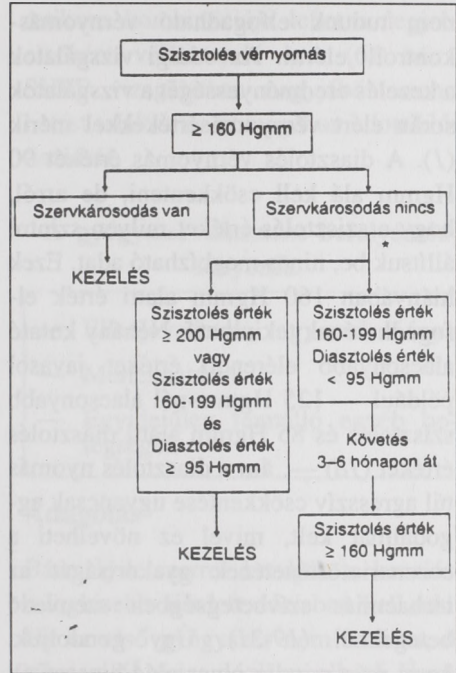 Szisztolés vérnyomás
≥ 160 Hgmm
Szervkárosodás van
Szervkárosodás nincs
*
KEZELÉS
Szisztolés érték
≥ 200 Hgmm
vagy
Szisztolés érték
160-199 Hgmm
és
Diasztolés érték
≥ 95 Hgmm
KEZELÉS
Szisztolés érték
160-199 Hgmm
Diasztolés érték
< 95 Hgmm
Követés
3–6 hónapon át
Szisztolés érték
≥ 160 Hgmm
KEZELÉS